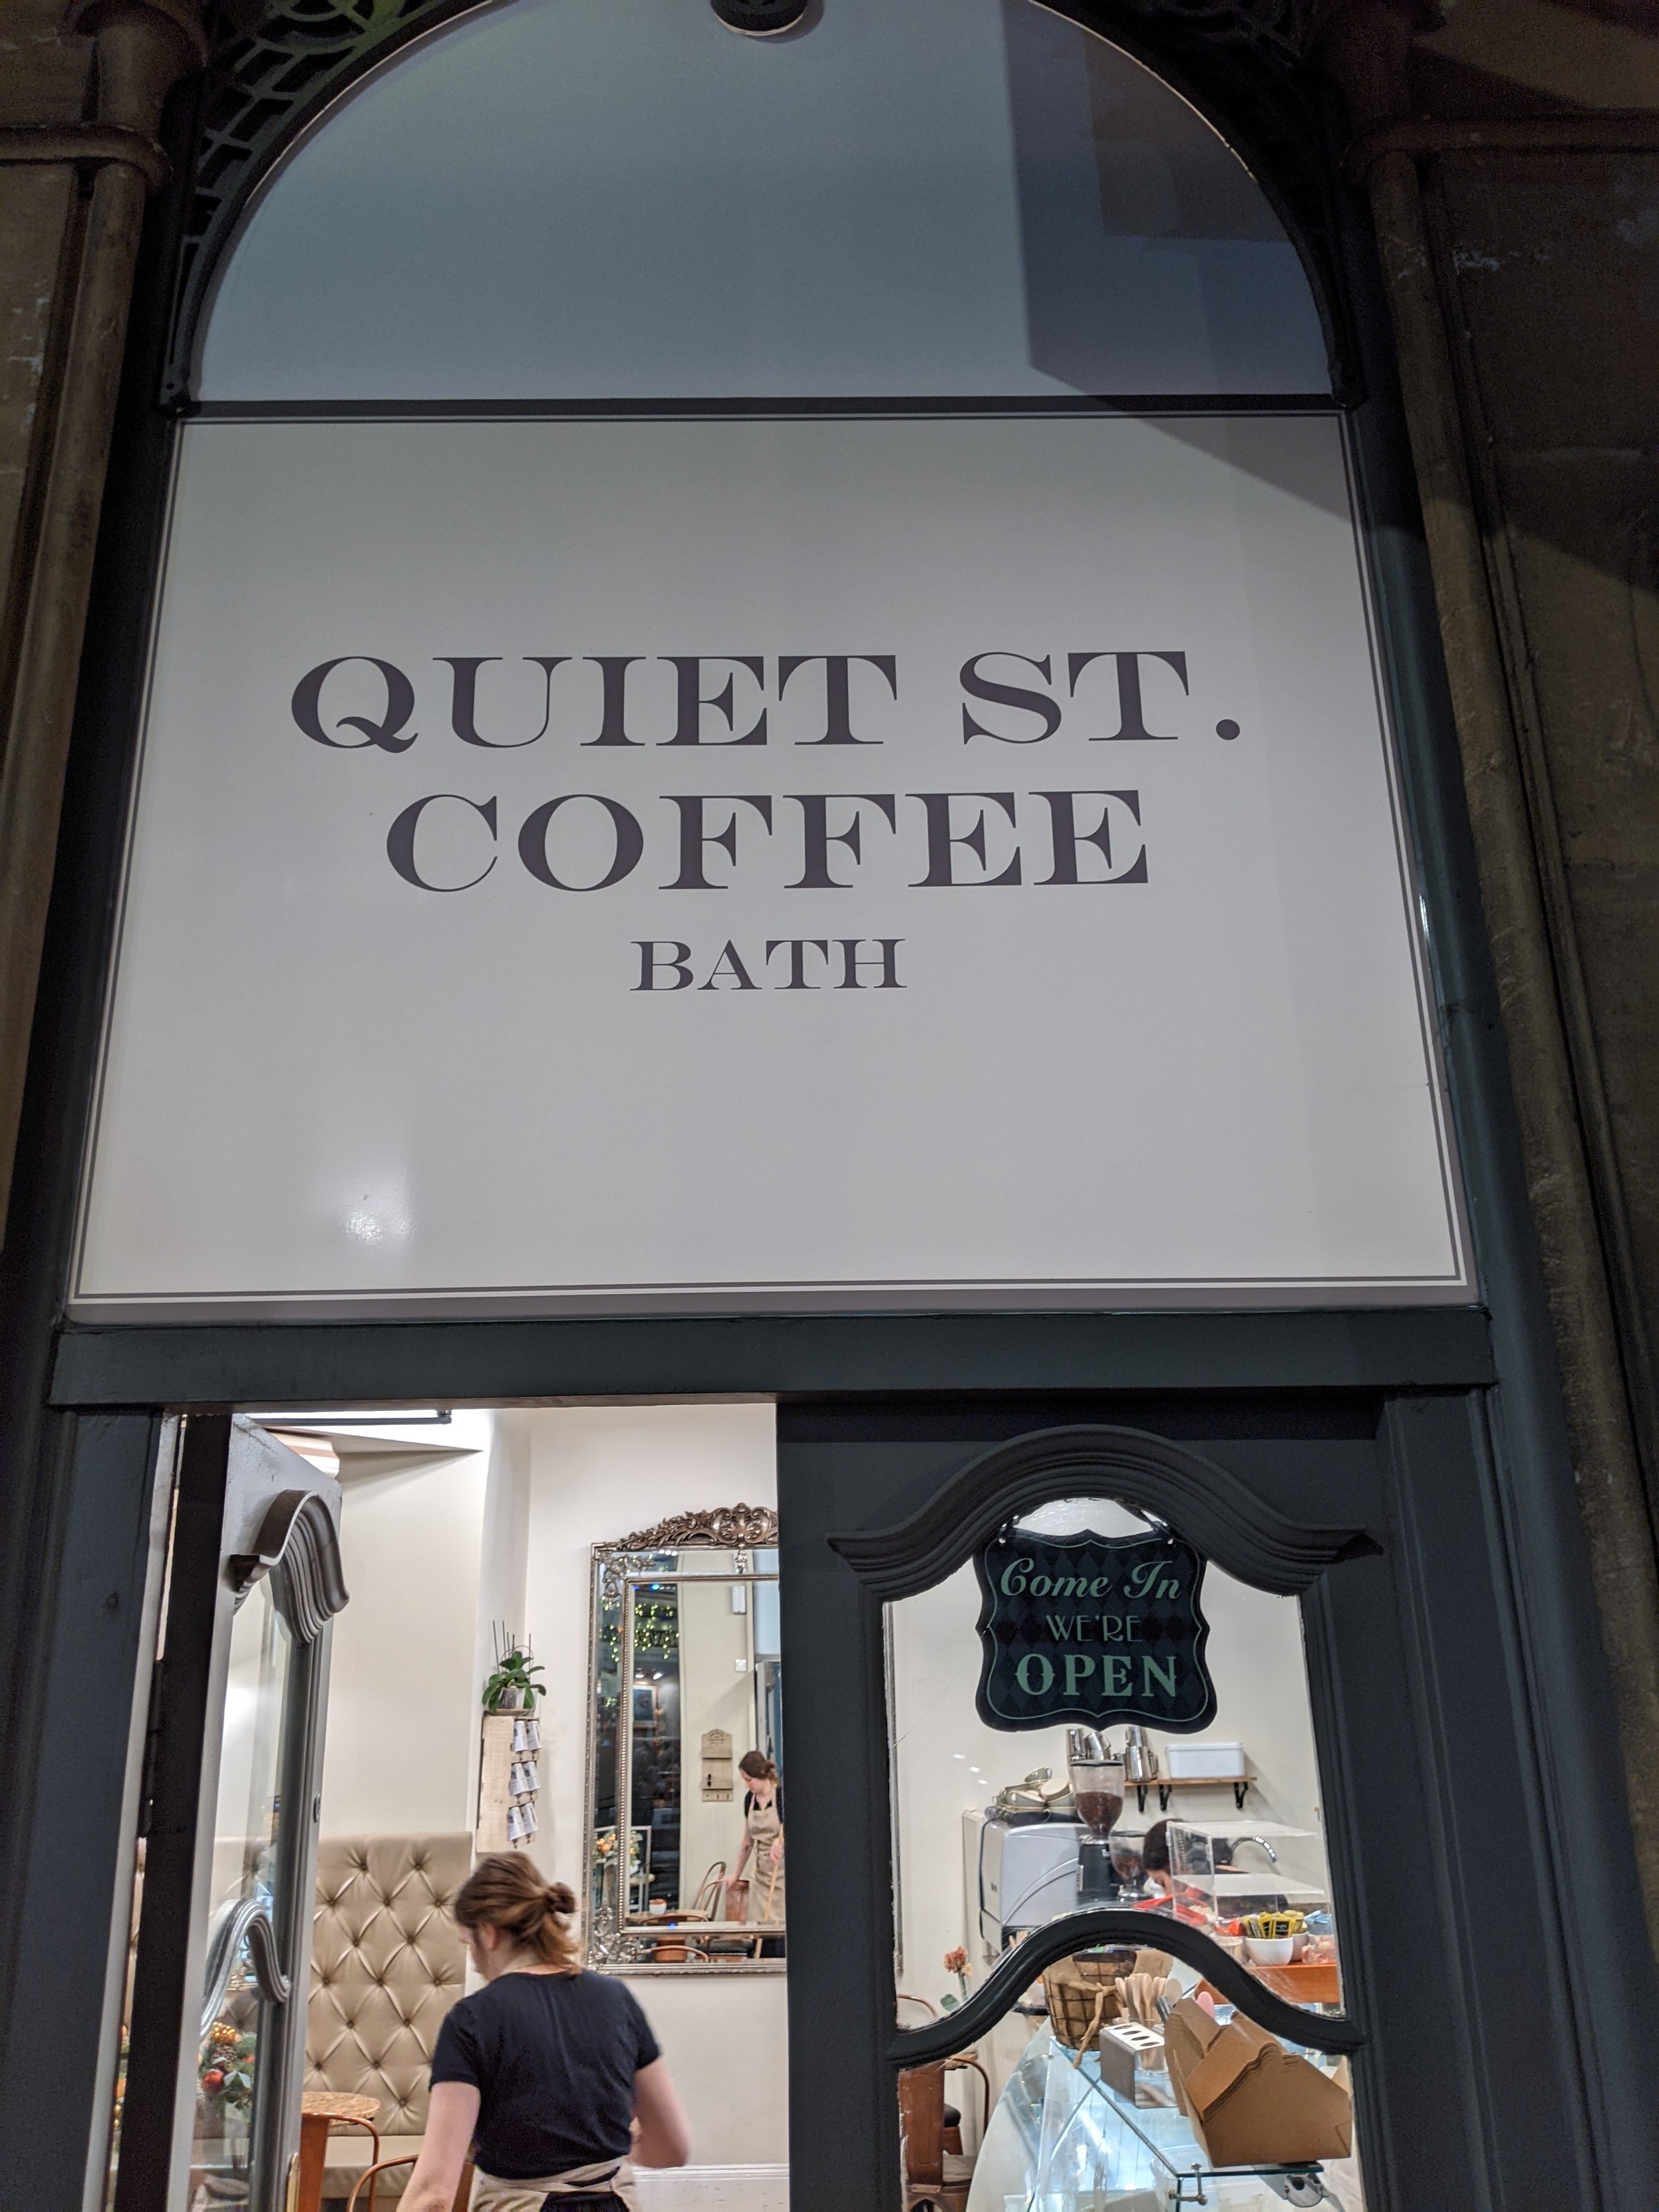 QUIET ST.
COFFEE
BATH
Come In
WE'RE
OPEN